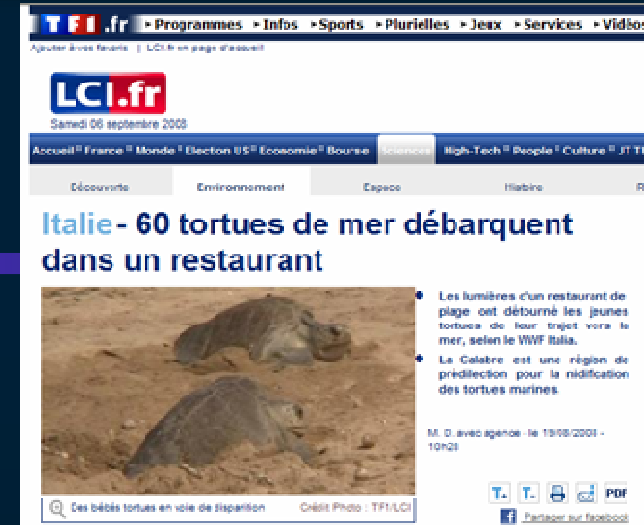 TF1.fr ▸ Programmes ▸ Infos ▸ Sports ▸ Plurielles ▸ Jeux ▸ Services ▸ Vidéos
Ajouter à vos favoris | LCI.fr en page d'accueil
LCI.fr
Samedi 06 septembre 2008
Accueil France Monde Election US Economie Bourse Sciences High-Tech People Culture JT
Découverte Environnement Espace Histoire
Italie - 60 tortues de mer débarquent
dans un restaurant
Les lumières d'un restaurant de
plage ont détourné les jeunes
tortues de leur trajet vers la
mer, selon le WWF Italia.
La Calabre est une région de
prédilection pour la nidification
des tortues marines
M. D. avec agence - le 19/08/2008 -
10h28
Des bébés tortues en voie de disparition Crédit Photo : TF1/LCI
T+ T- PDF
Partager sur facebook